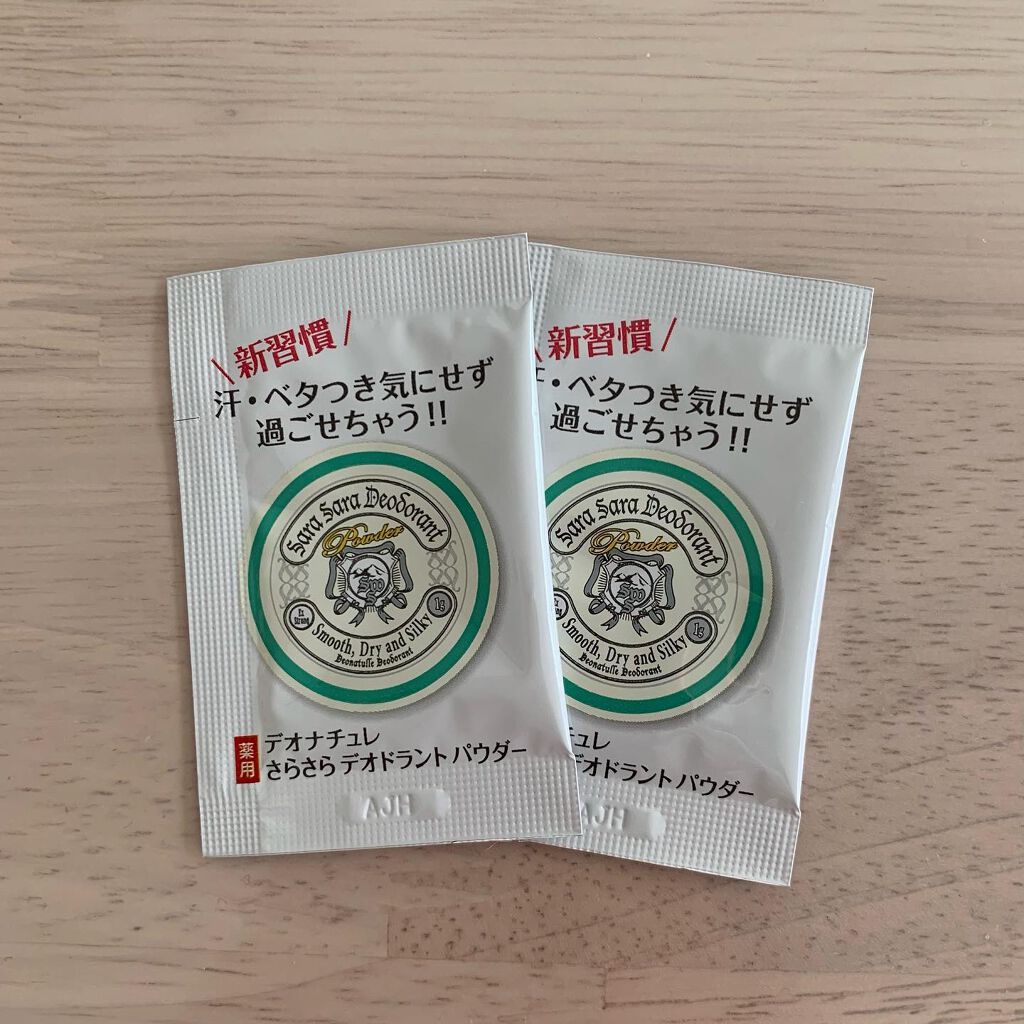 \新習慣/
汗・ベタつき気にせず
過ごせちゃう!!
Sara Sara Deodorant
Powder
Ex Strong
1g
Smooth, Dry and Silky
Deonatulle Deodorant
薬用
デオナチュレ
さらさら デオドラント パウダー
\新習慣/
・ベタつき気にせず
過ごせちゃう!!
Sara Sara Deodorant
Powder
1g
Smooth, Dry and Silky
Deonatulle Deodorant
チュレ
デオドラント パウダー